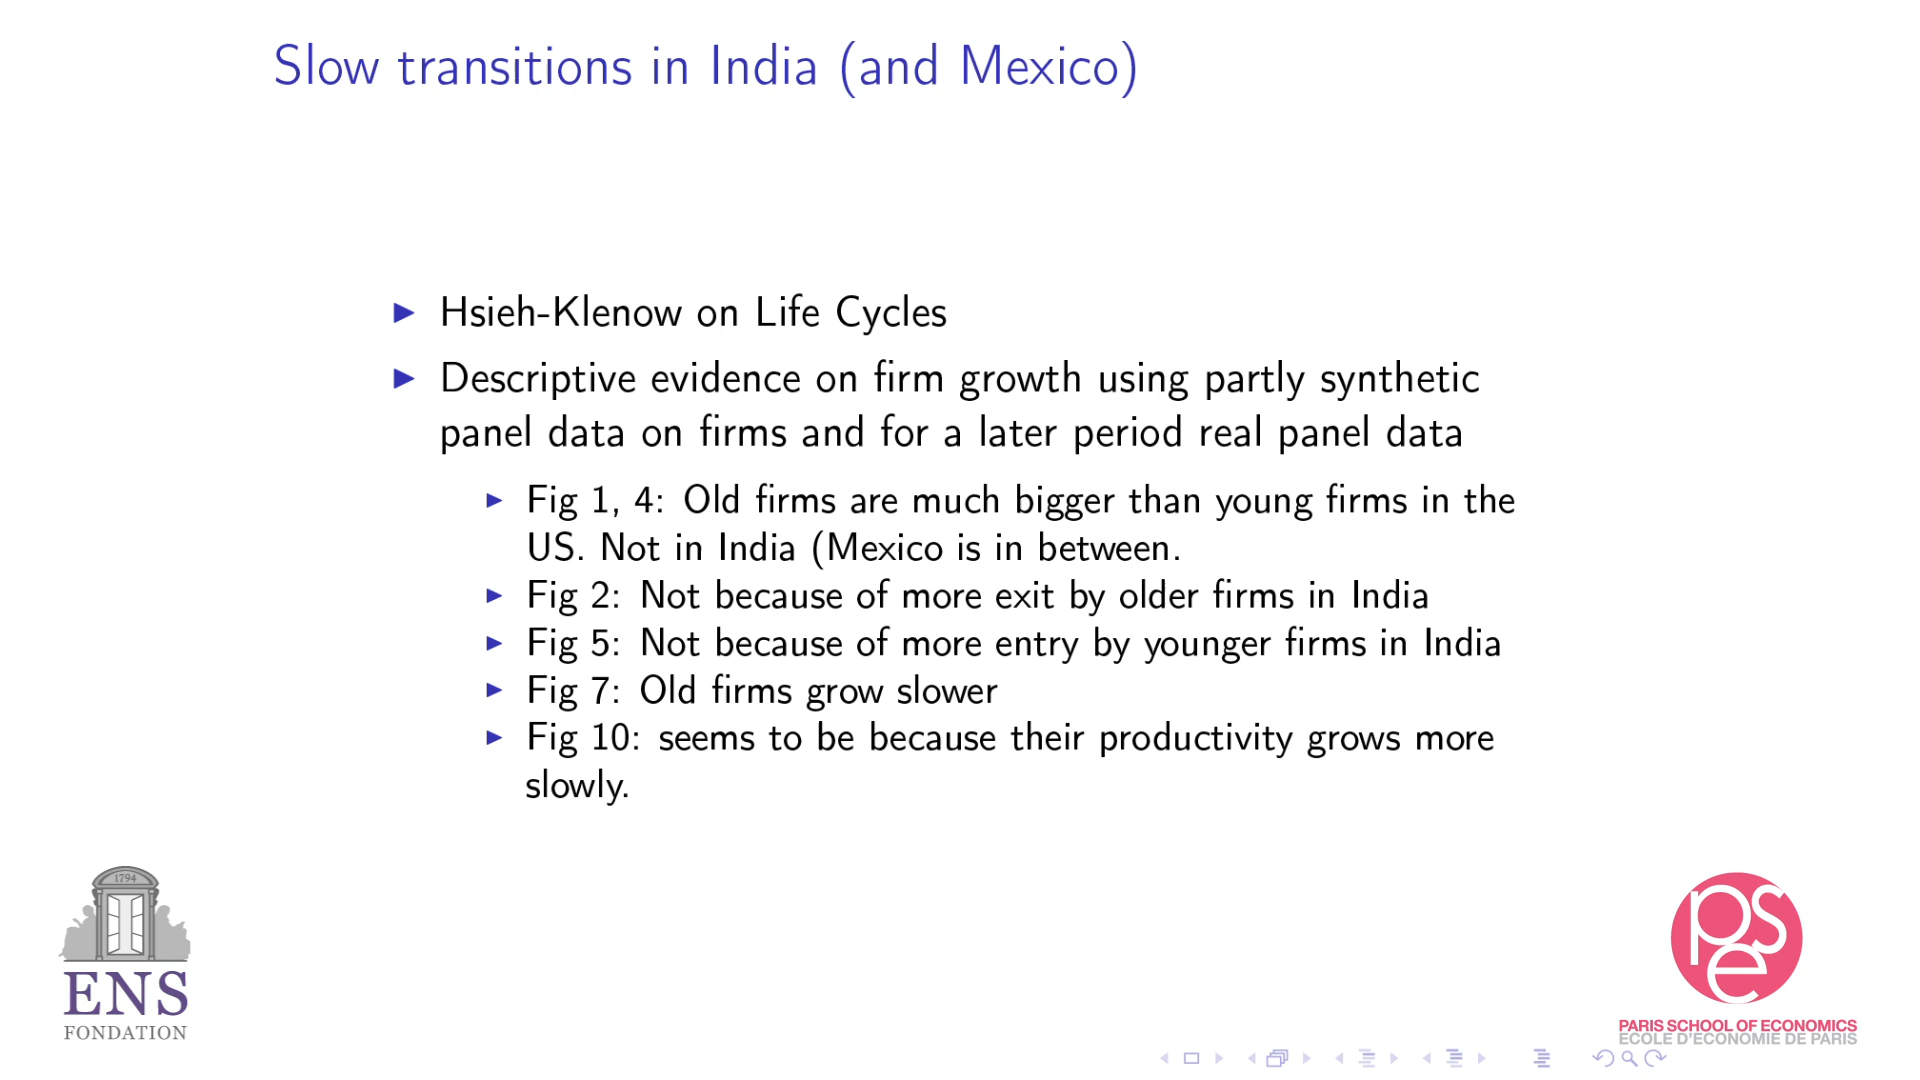 Slow transitions in India (and Mexico)
Hsieh-Klenow on Life Cycles
Descriptive evidence on firm growth using partly synthetic
panel data on firms and for a later period real panel data
Fig 1, 4: Old firms are much bigger than young firms in the
US. Not in India (Mexico is in between.
Fig 2: Not because of more exit by older firms in India
Fig 5: Not because of more entry by younger firms in India
Fig 7: Old firms grow slower
Fig 10: seems to be because their productivity grows more
slowly.
1794
ENS
FONDATION
pse
PARIS SCHOOL OF ECONOMICS
ECOLE D'ECONOMIE DE PARIS